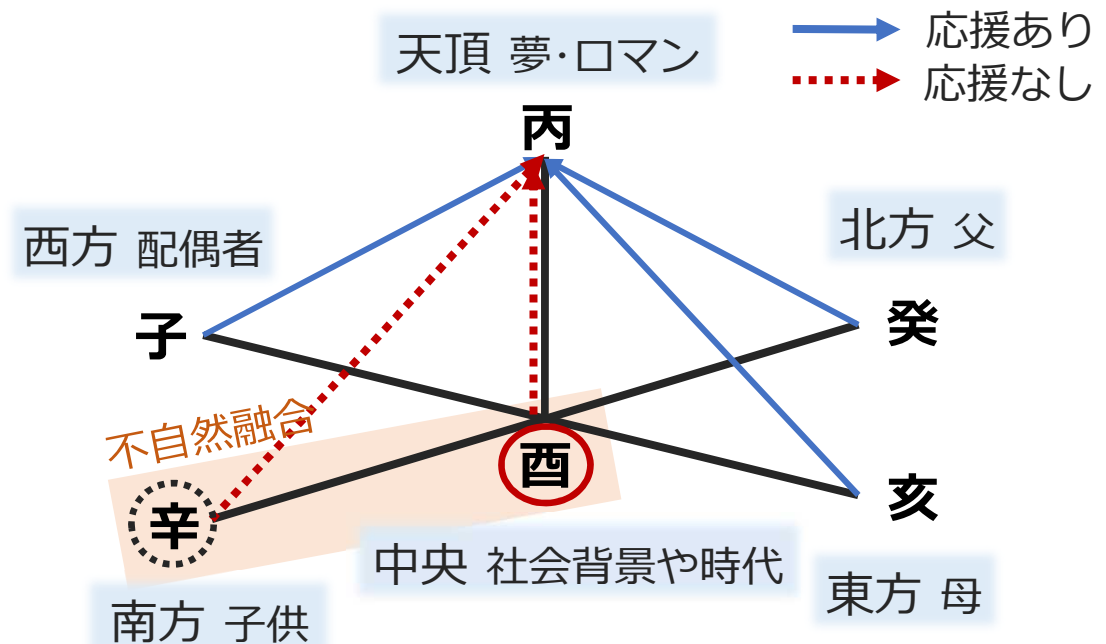 応援あり
応援なし
天頂 夢・ロマン
丙
西方 配偶者
北方 父
子
癸
不自然融合
酉
辛
亥
中央 社会背景や時代
東方 母
南方 子供